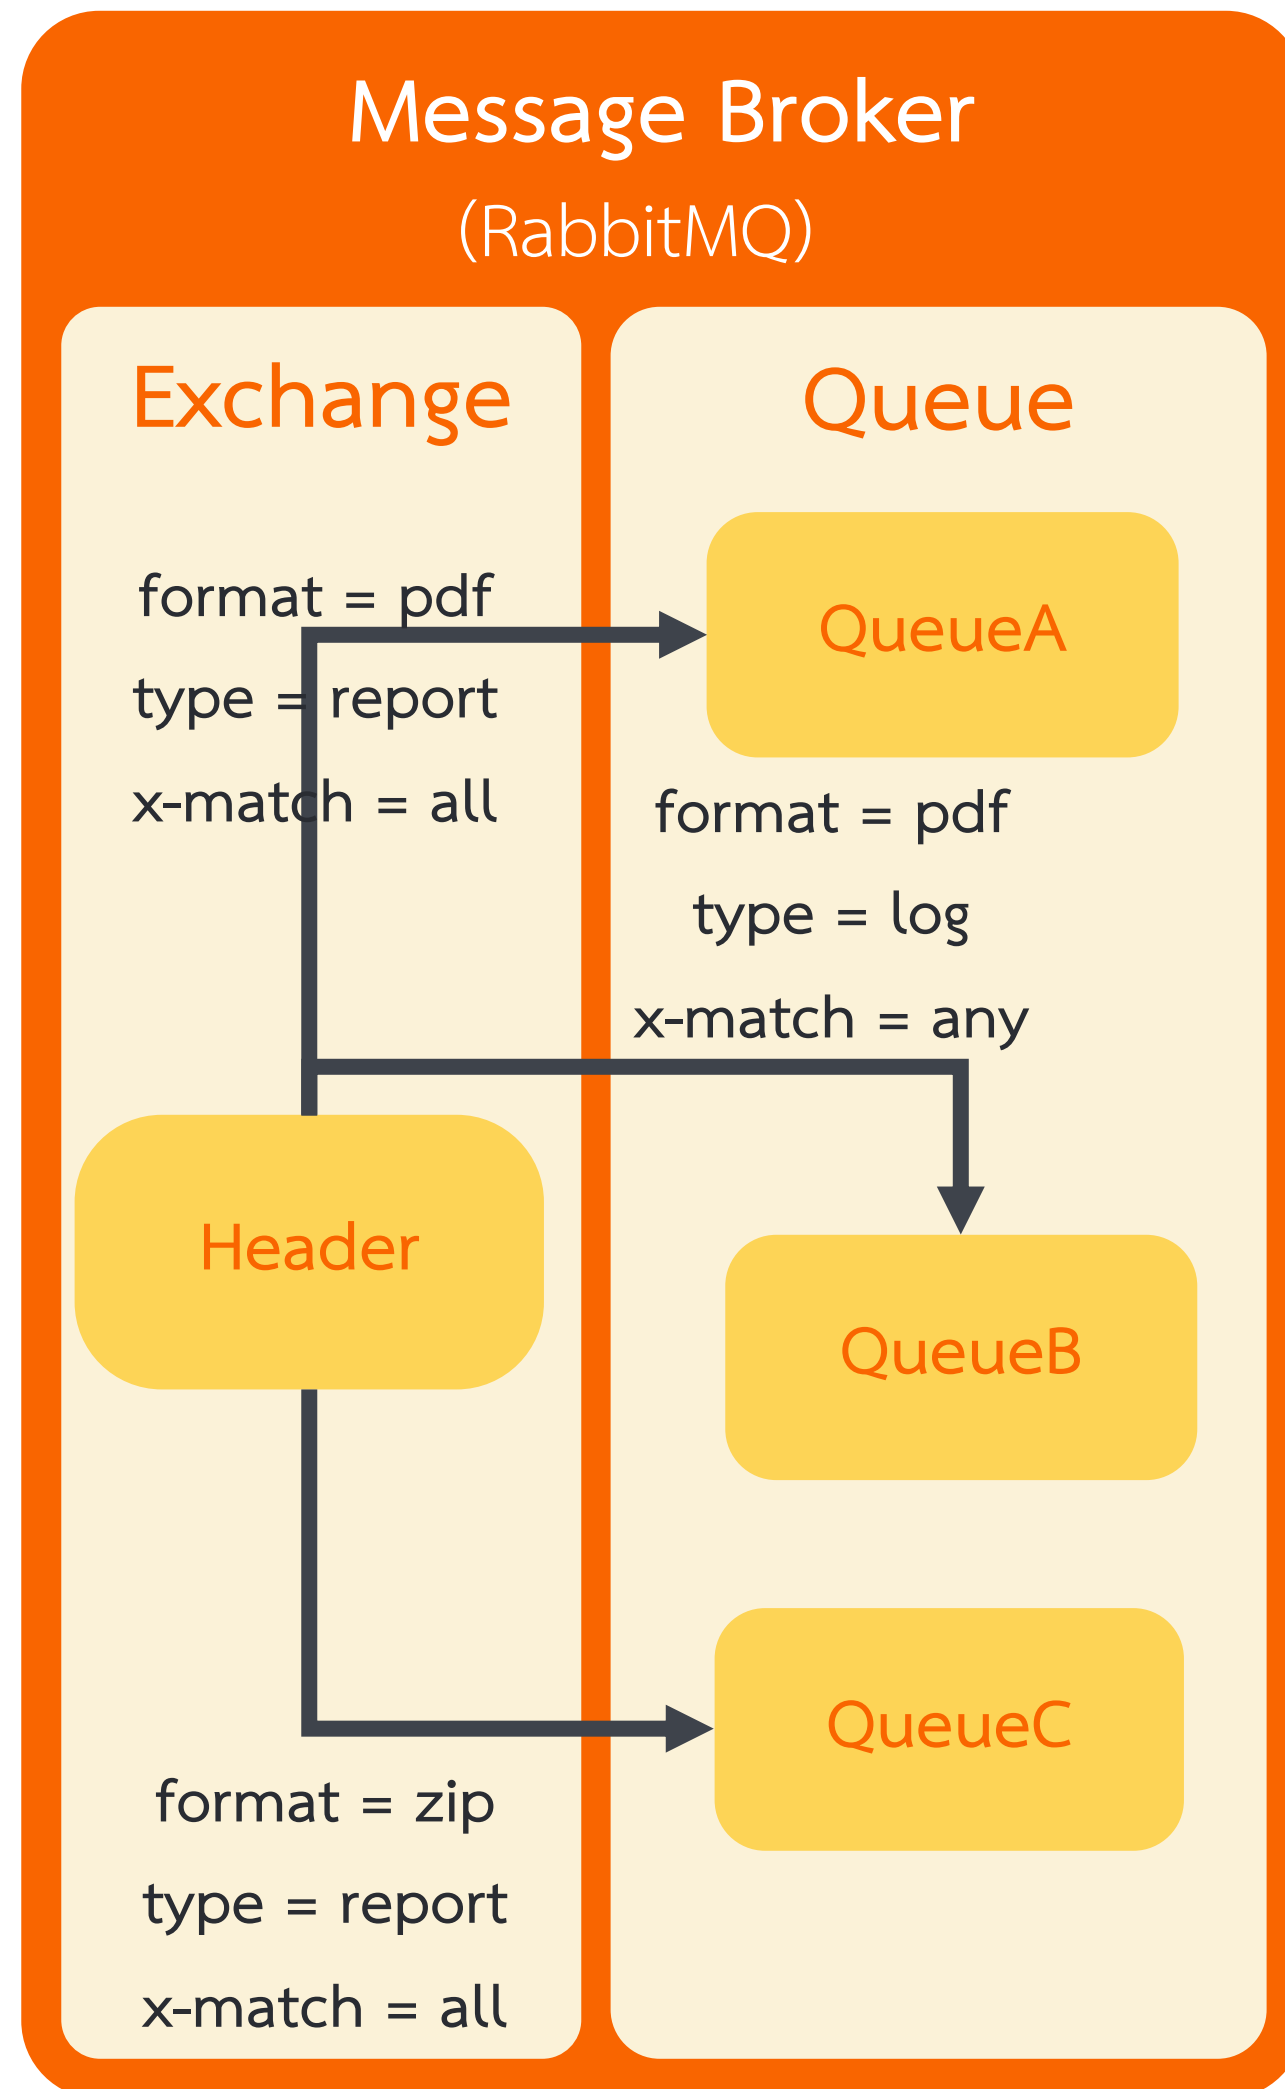 Message Broker
(RabbitMQ)
Exchange
Queue
format = pdf
type = report
x-match = all
QueueA
format = pdf
type = log
x-match = any
Header
QueueB
QueueC
format = zip
type = report
x-match = all